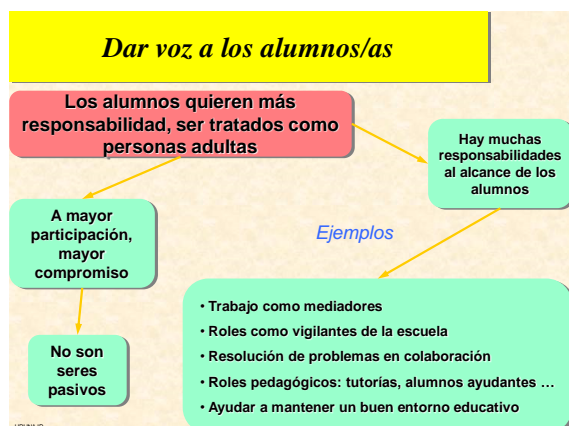 Dar voz a los alumnos/as
Los alumnos quieren más
responsabilidad, ser tratados como
personas adultas
Hay muchas
responsabilidades
al alcance de los
alumnos
A mayor
participación,
mayor
compromiso
Ejemplos
No son
seres
pasivos
• Trabajo como mediadores
• Roles como vigilantes de la escuela
• Resolución de problemas en colaboración
• Roles pedagógicos: tutorías, alumnos ayudantes …
• Ayudar a mantener un buen entorno educativo